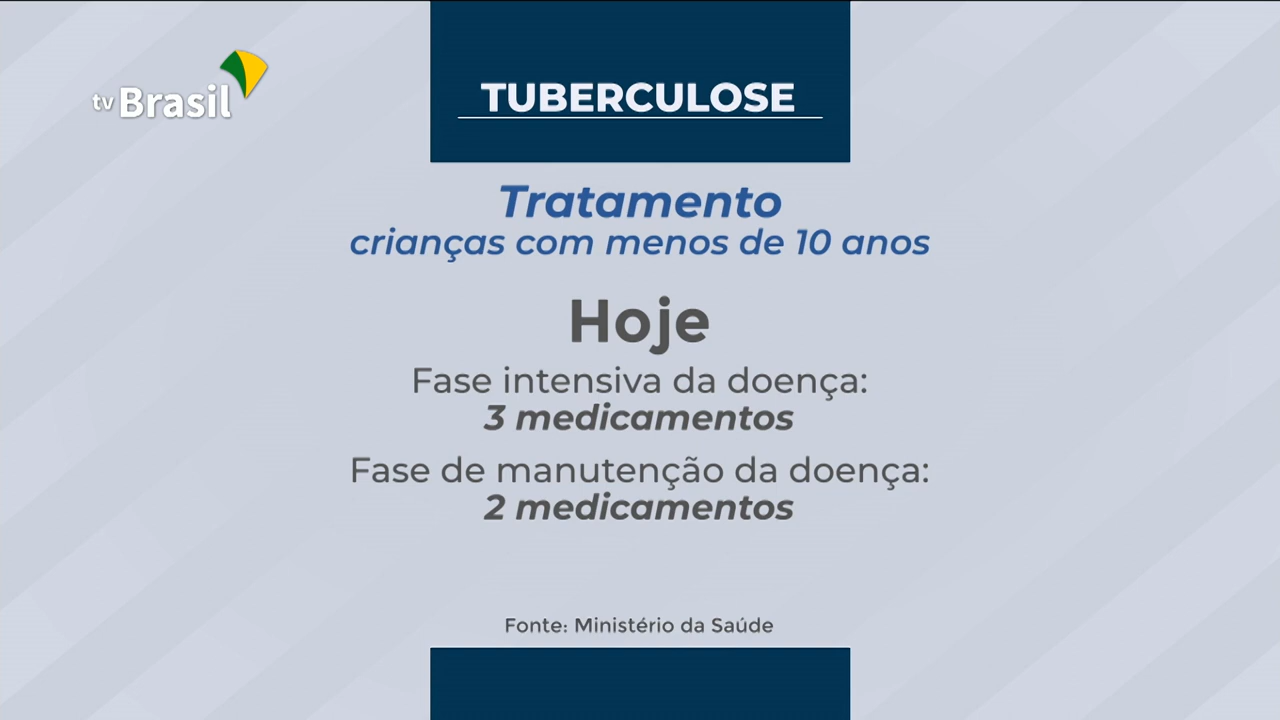 tv Brasil
TUBERCULOSE
Tratamento
crianças com menos de 10 anos
Hoje
Fase intensiva da doença:
3 medicamentos
Fase de manutenção da doença:
2 medicamentos
Fonte: Ministério da Saúde